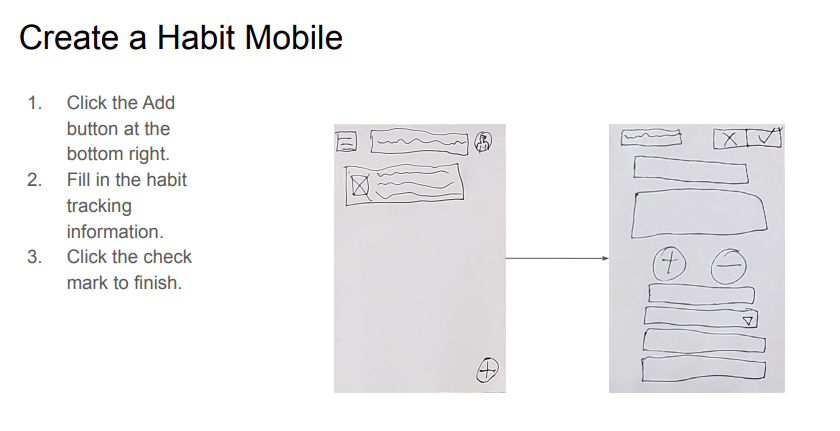 Create a Habit Mobile
1. Click the Add
button at the
bottom right.
2. Fill in the habit
tracking
information.
3. Click the check
mark to finish.